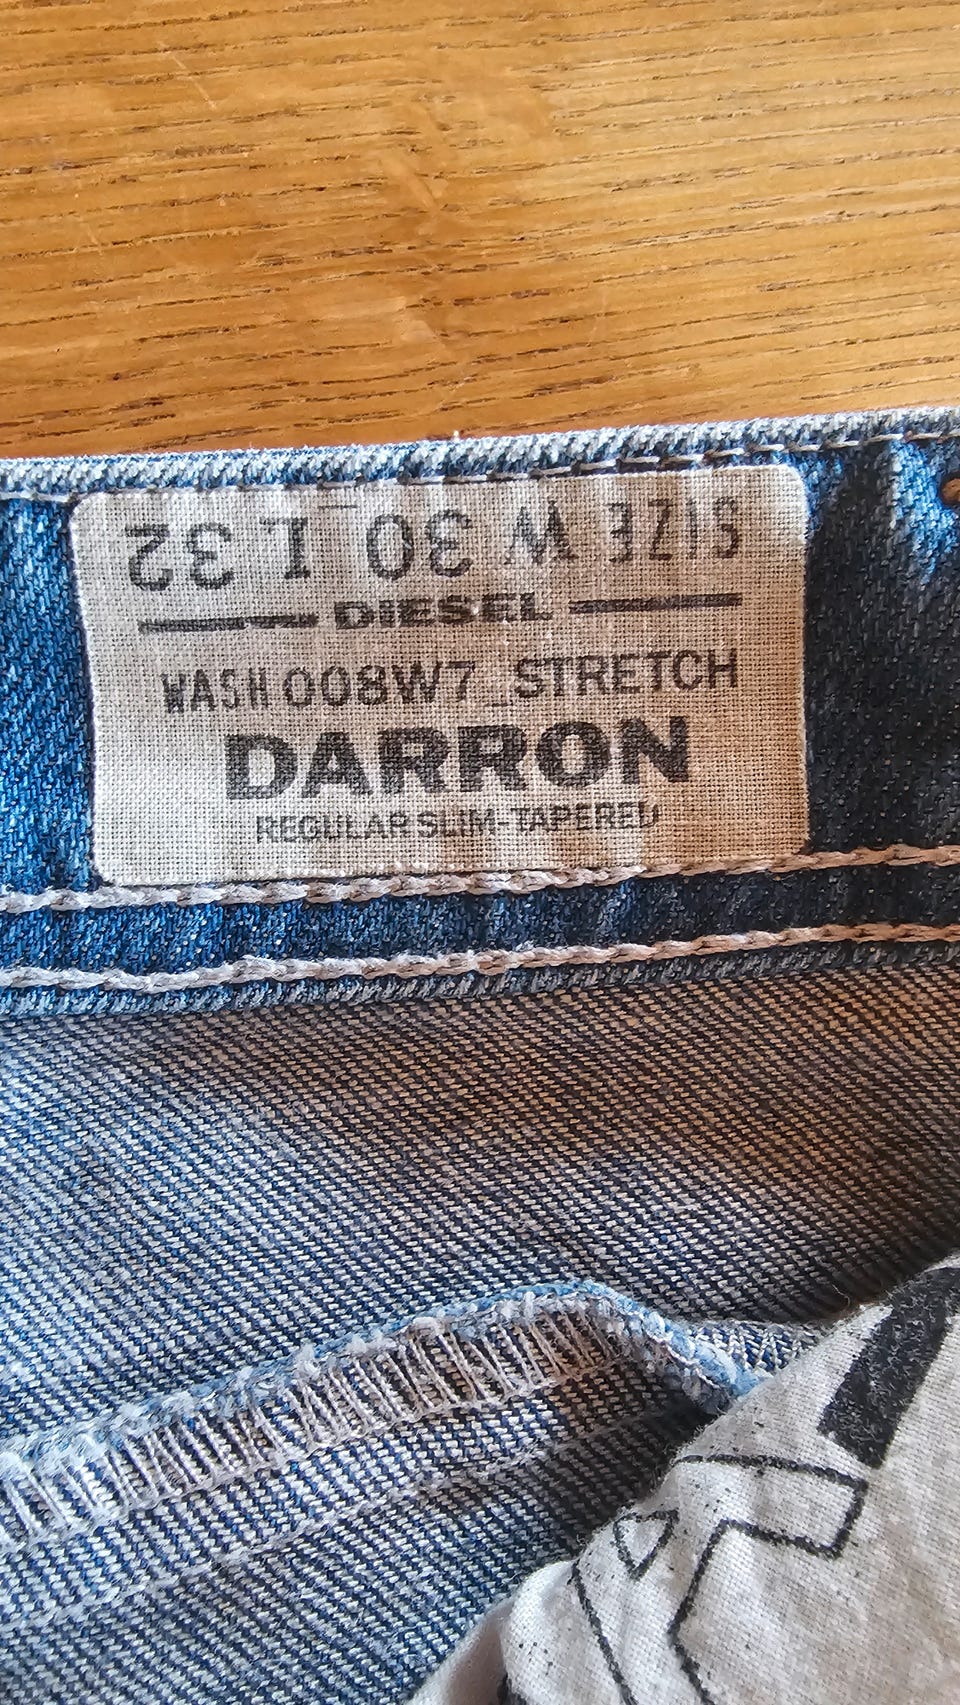 SIZE W 30 L 32
DIESEL
WASH 008W7_STRETCH
DARRON
REGULAR SLIM-TAPERED